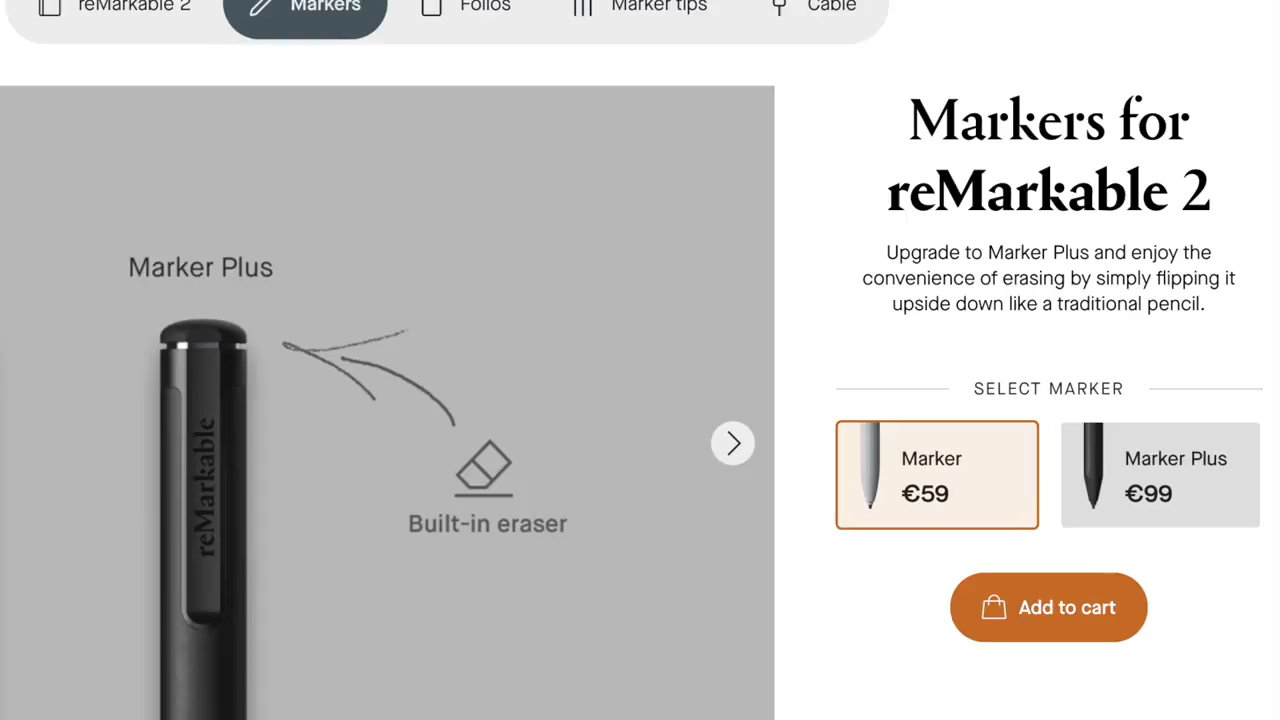 reMarkable 2
Markers
Folios
Marker tips
Cable
Marker Plus
reMarkable
Built-in eraser
Markers for
reMarkable 2
Upgrade to Marker Plus and enjoy the
convenience of erasing by simply flipping it
upside down like a traditional pencil.
SELECT MARKER
Marker
€59
Marker Plus
€99
Add to cart